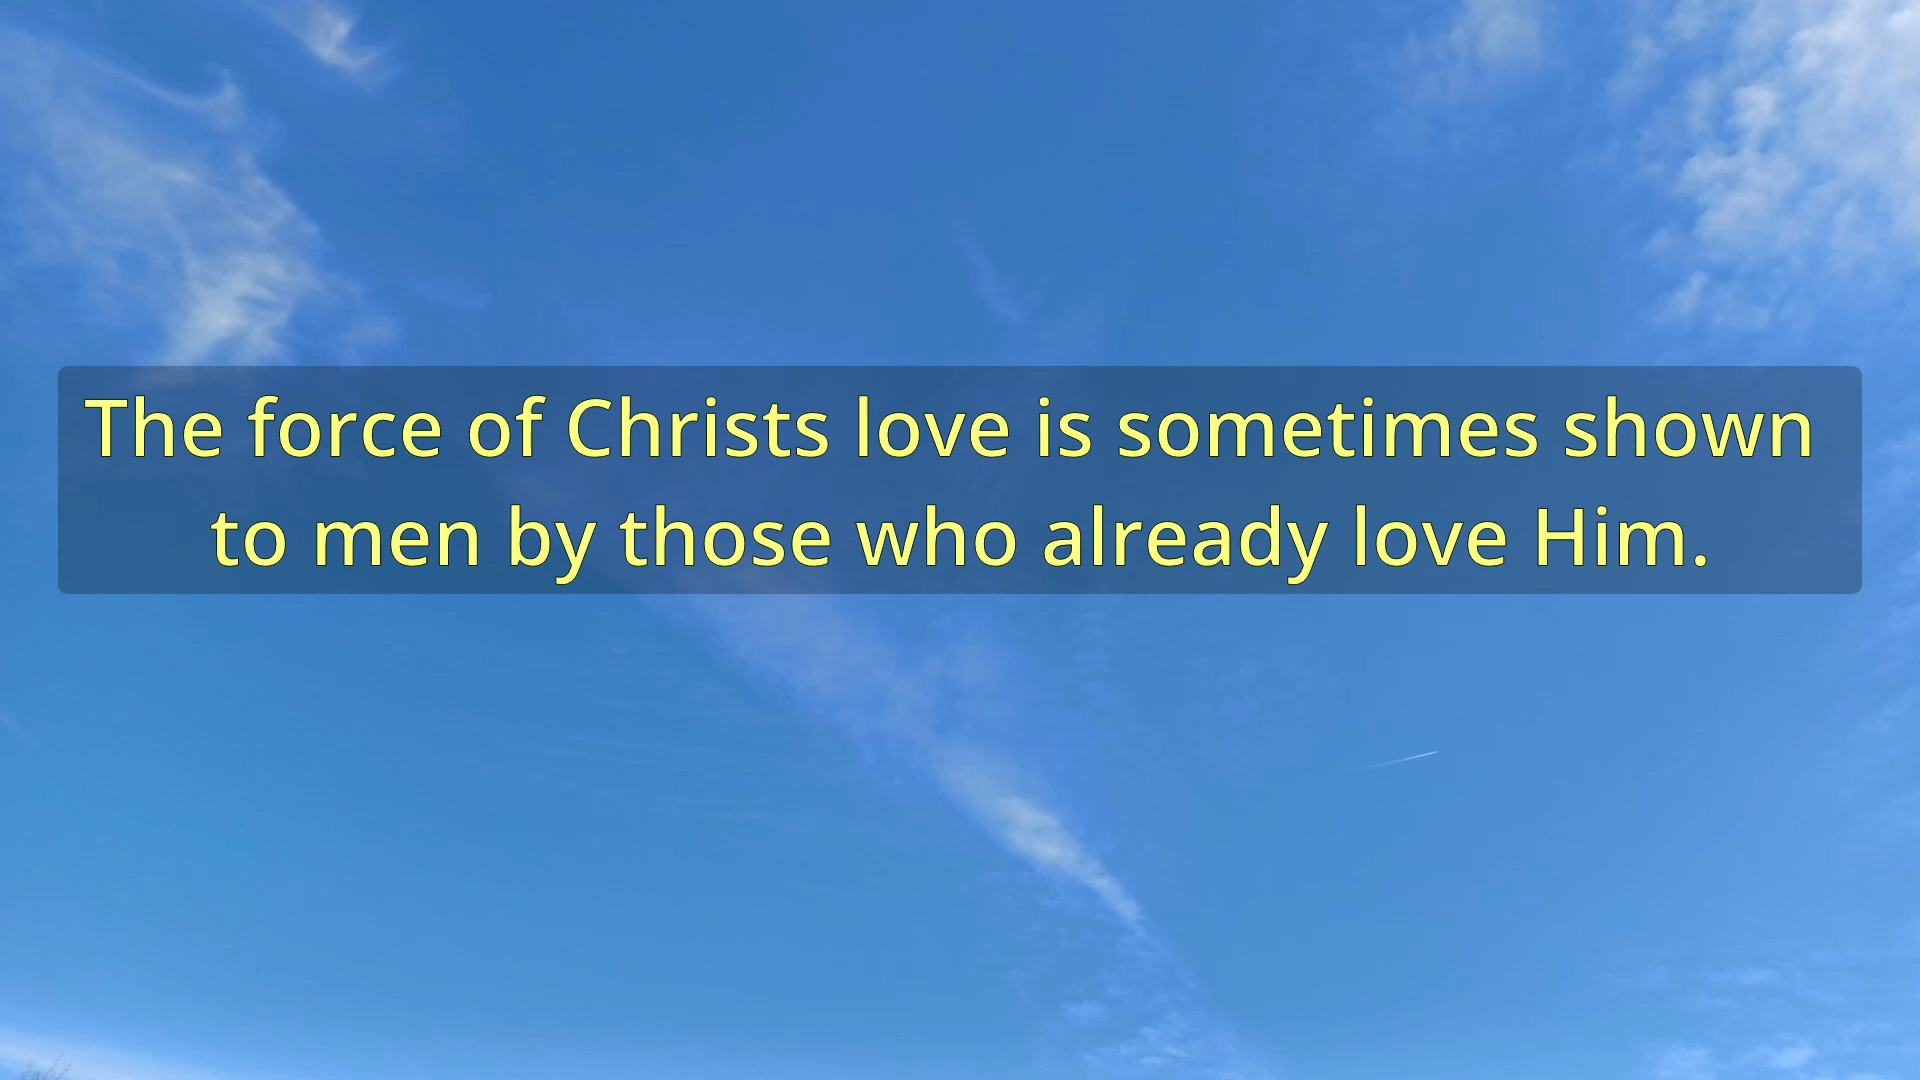 The force of Christs love is sometimes shown
to men by those who already love Him.